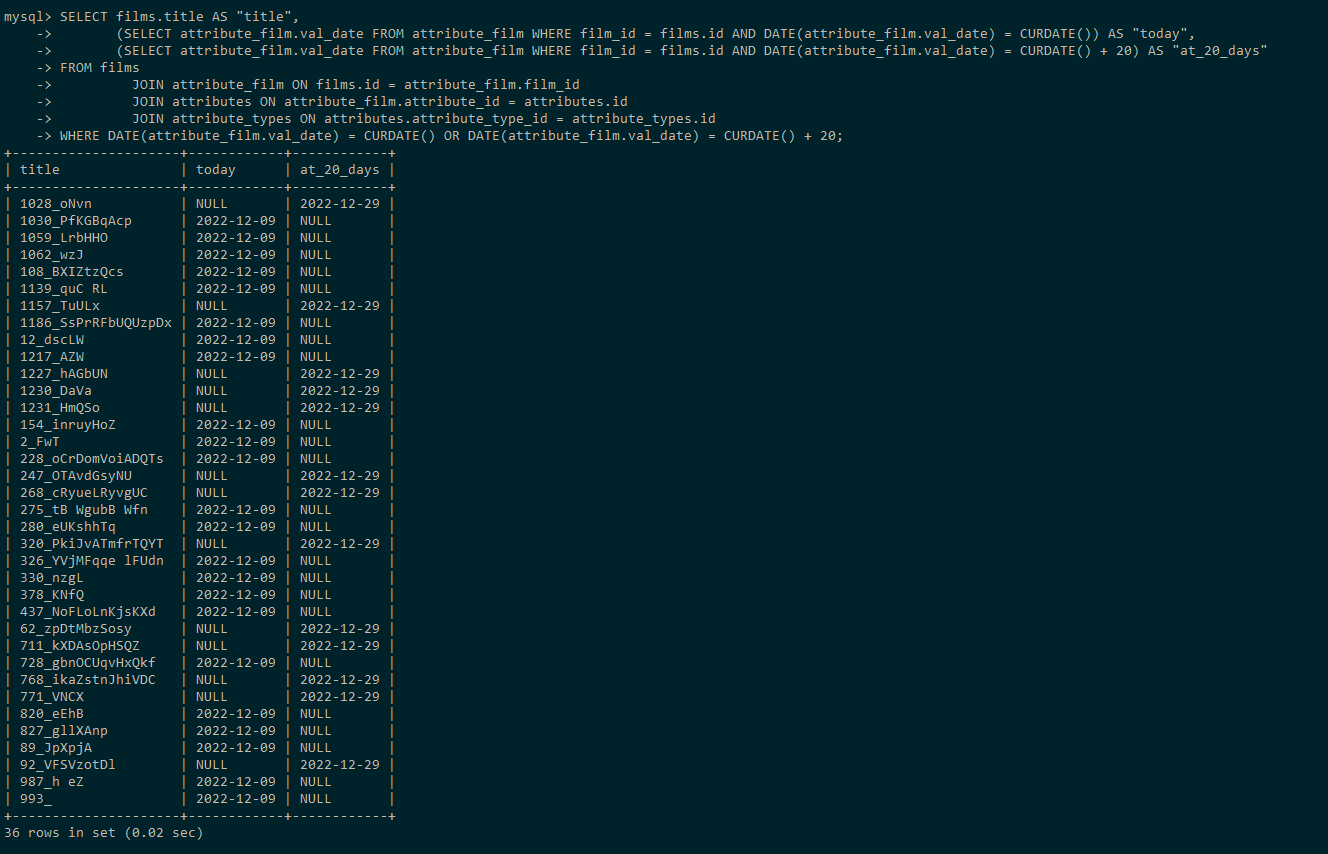 mysql> SELECT films.title AS "title",
    ->        (SELECT attribute_film.val_date FROM attribute_film WHERE film_id = films.id AND DATE(attribute_film.val_date) = CURDATE()) AS "today",
    ->        (SELECT attribute_film.val_date FROM attribute_film WHERE film_id = films.id AND DATE(attribute_film.val_date) = CURDATE() + 20) AS "at_20_days"
    -> FROM films
    ->          JOIN attribute_film ON films.id = attribute_film.film_id
    ->          JOIN attributes ON attribute_film.attribute_id = attributes.id
    ->          JOIN attribute_types ON attributes.attribute_type_id = attribute_types.id
    -> WHERE DATE(attribute_film.val_date) = CURDATE() OR DATE(attribute_film.val_date) = CURDATE() + 20;
+---------------------+------------+------------+
| title               | today      | at_20_days |
+---------------------+------------+------------+
| 1028_oNvn           | NULL       | 2022-12-29 |
| 1030_PfKGBqAcp      | 2022-12-09 | NULL       |
| 1059_LrbHHO         | 2022-12-09 | NULL       |
| 1062_wzJ            | 2022-12-09 | NULL       |
| 108_BXIZtzQcs       | 2022-12-09 | NULL       |
| 1139_quC RL         | 2022-12-09 | NULL       |
| 1157_TuULx          | NULL       | 2022-12-29 |
| 1186_SsPrRFbUQUzpDx | 2022-12-09 | NULL       |
| 12_dscLW            | 2022-12-09 | NULL       |
| 1217_AZW            | 2022-12-09 | NULL       |
| 1227_hAGbUN         | NULL       | 2022-12-29 |
| 1230_DaVa           | NULL       | 2022-12-29 |
| 1231_HmQSo          | NULL       | 2022-12-29 |
| 154_inruyHoZ        | 2022-12-09 | NULL       |
| 2_FwT               | 2022-12-09 | NULL       |
| 228_oCrDomVoiADQTs  | 2022-12-09 | NULL       |
| 247_OTAvdGsyNU      | NULL       | 2022-12-29 |
| 268_cRyueLRyvgUC    | NULL       | 2022-12-29 |
| 275_tB WgubB Wfn    | 2022-12-09 | NULL       |
| 280_eUKshhTq        | 2022-12-09 | NULL       |
| 320_PkiJvATmfrTQYT  | NULL       | 2022-12-29 |
| 326_YVjMFqqe lFUdn  | 2022-12-09 | NULL       |
| 330_nzgL            | 2022-12-09 | NULL       |
| 378_KNfQ            | 2022-12-09 | NULL       |
| 437_NoFLoLnKjsKXd   | 2022-12-09 | NULL       |
| 62_zpDtMbzSosy      | NULL       | 2022-12-29 |
| 711_kXDAsOpHSQZ     | NULL       | 2022-12-29 |
| 728_gbnOCUqvHxQkf   | 2022-12-09 | NULL       |
| 768_ikaZstnJhiVDC   | NULL       | 2022-12-29 |
| 771_VNCX            | NULL       | 2022-12-29 |
| 820_eEhB            | 2022-12-09 | NULL       |
| 827_gllXAnp         | 2022-12-09 | NULL       |
| 89_JpXpjA           | 2022-12-09 | NULL       |
| 92_VFSVzotDl        | NULL       | 2022-12-29 |
| 987_h eZ            | 2022-12-09 | NULL       |
| 993_                | 2022-12-09 | NULL       |
+---------------------+------------+------------+
36 rows in set (0.02 sec)